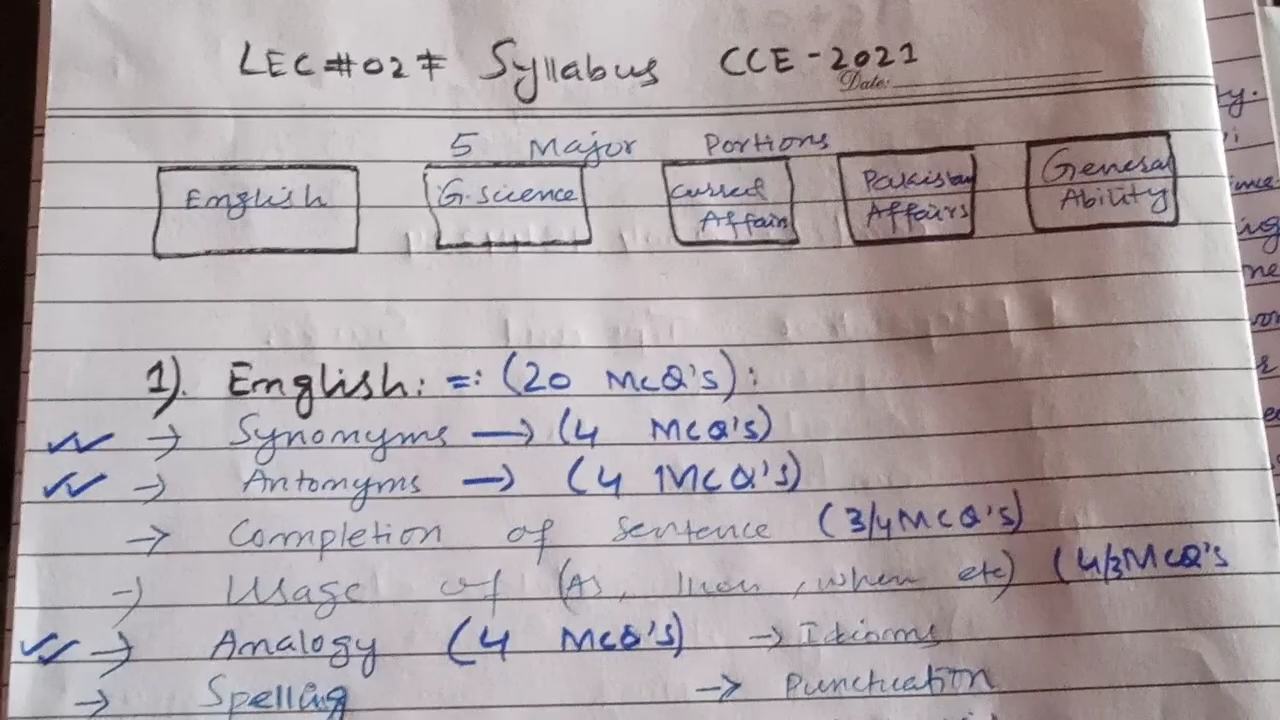 LEC#02# Syllabus CCE-2021
Date:
5 Major Portions
English
G.Science
Current Affairs
Pakistan Affairs
General Ability
1). English: =: (20 MCQ's):
→ Synonyms → (4 MCQ's)
→ Antonyms → (4 MCQ's)
→ Completion of Sentence (3/4 MCQ's)
→ Usage of (As, when etc) (4/3 MCQ's
→ Analogy (4 MCQ's) → Idioms
→ Spelling → Punctuation